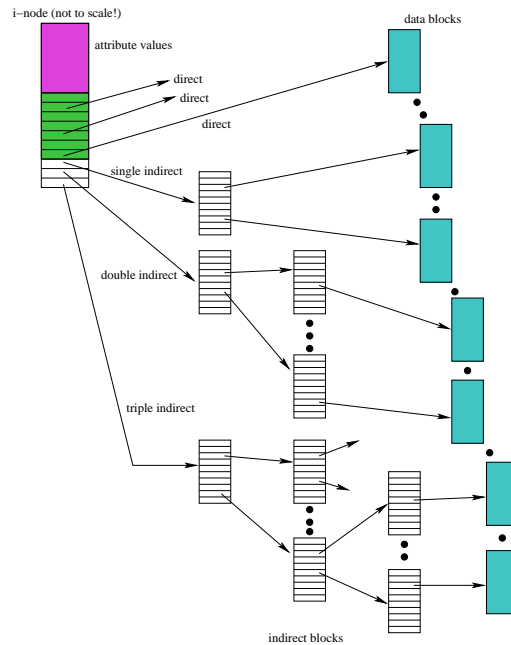 i-node (not to scale!)
data blocks
attribute values
direct
direct
direct
single indirect
double indirect
triple indirect
indirect blocks